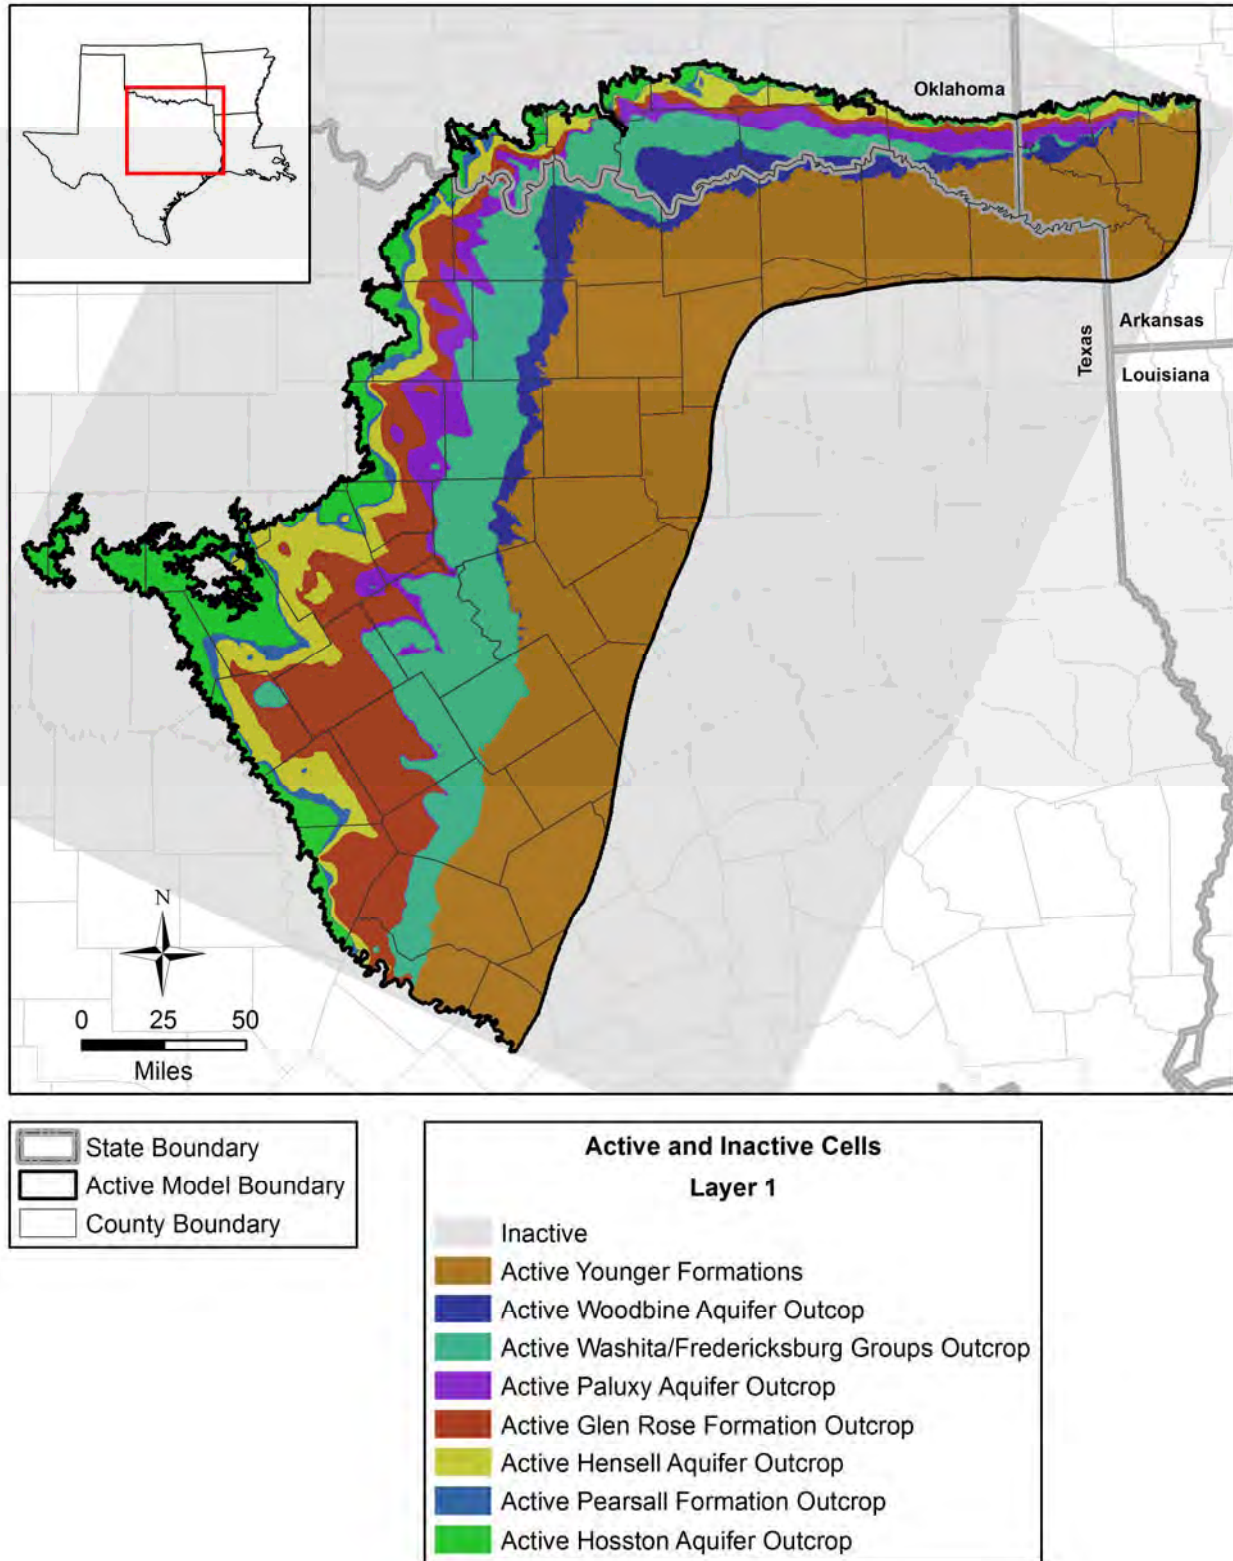 Oklahoma
Arkansas
Texas
Louisiana
N
0 25 50
Miles
State Boundary
Active Model Boundary
County Boundary
Active and Inactive Cells
Layer 1
Inactive
Active Younger Formations
Active Woodbine Aquifer Outcop
Active Washita/Fredericksburg Groups Outcrop
Active Paluxy Aquifer Outcrop
Active Glen Rose Formation Outcrop
Active Hensell Aquifer Outcrop
Active Pearsall Formation Outcrop
Active Hosston Aquifer Outcrop